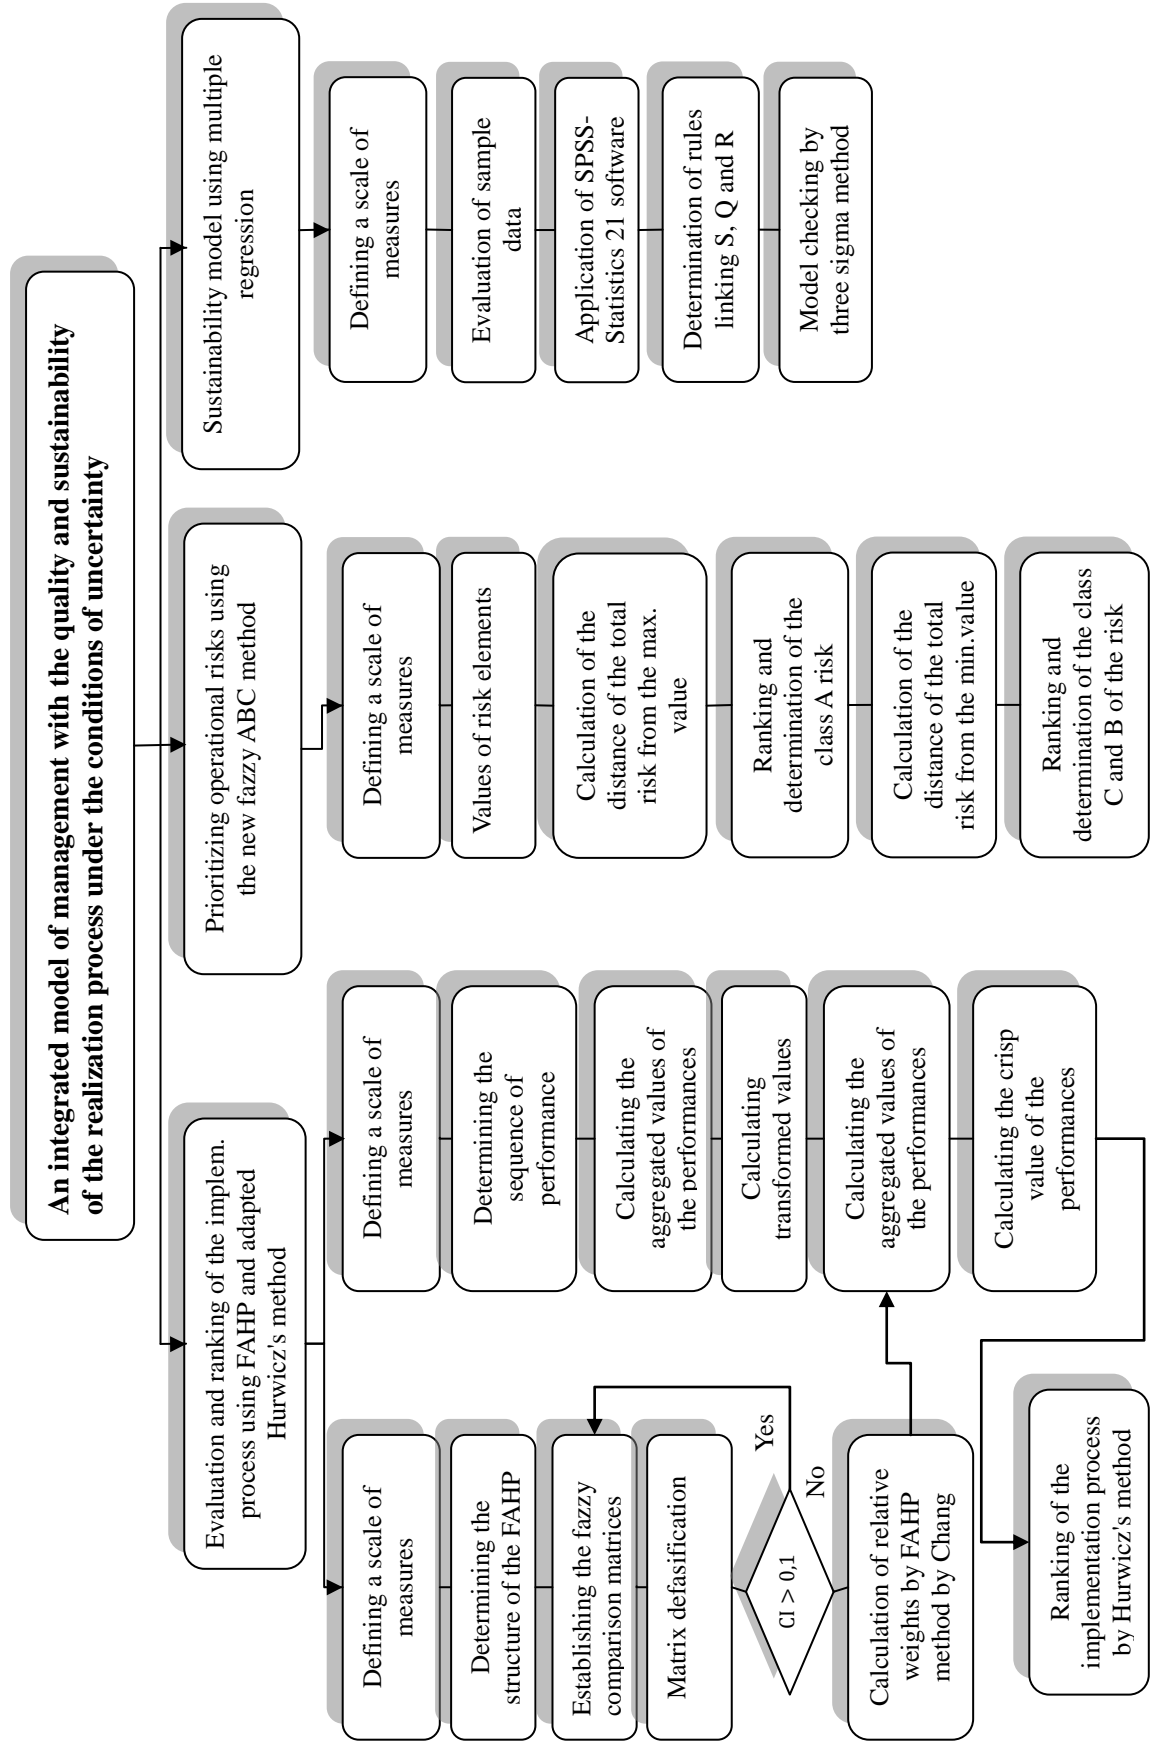 An integrated model of management with the quality and sustainability
of the realization process under the conditions of uncertainty
Evaluation and ranking of the implem.
process using FAHP and adapted
Hurwicz's method
Defining a scale of
measures
Determining the
structure of the FAHP
Establishing the fazzy
comparison matrices
Matrix defasification
CI > 0,1
Yes
No
Calculation of relative
weights by FAHP
method by Chang
Defining a scale of
measures
Determining the
sequence of
performance
Calculating the
aggregated values of
the performances
Calculating
transformed values
Calculating the
aggregated values of
the performances
Calculating the crisp
value of the
performances
Ranking of the
implementation process
by Hurwicz's method
Prioritizing operational risks using
the new fazzy ABC method
Defining a scale of
measures
Values of risk elements
Calculation of the
distance of the total
risk from the max.
value
Ranking and
determination of the
class A risk
Calculation of the
distance of the total
risk from the min.value
Ranking and
determination of the class
C and B of the risk
Sustainability model using multiple
regression
Defining a scale of
measures
Evaluation of sample
data
Application of SPSS-
Statistics 21 software
Determination of rules
linking S, Q and R
Model checking by
three sigma method